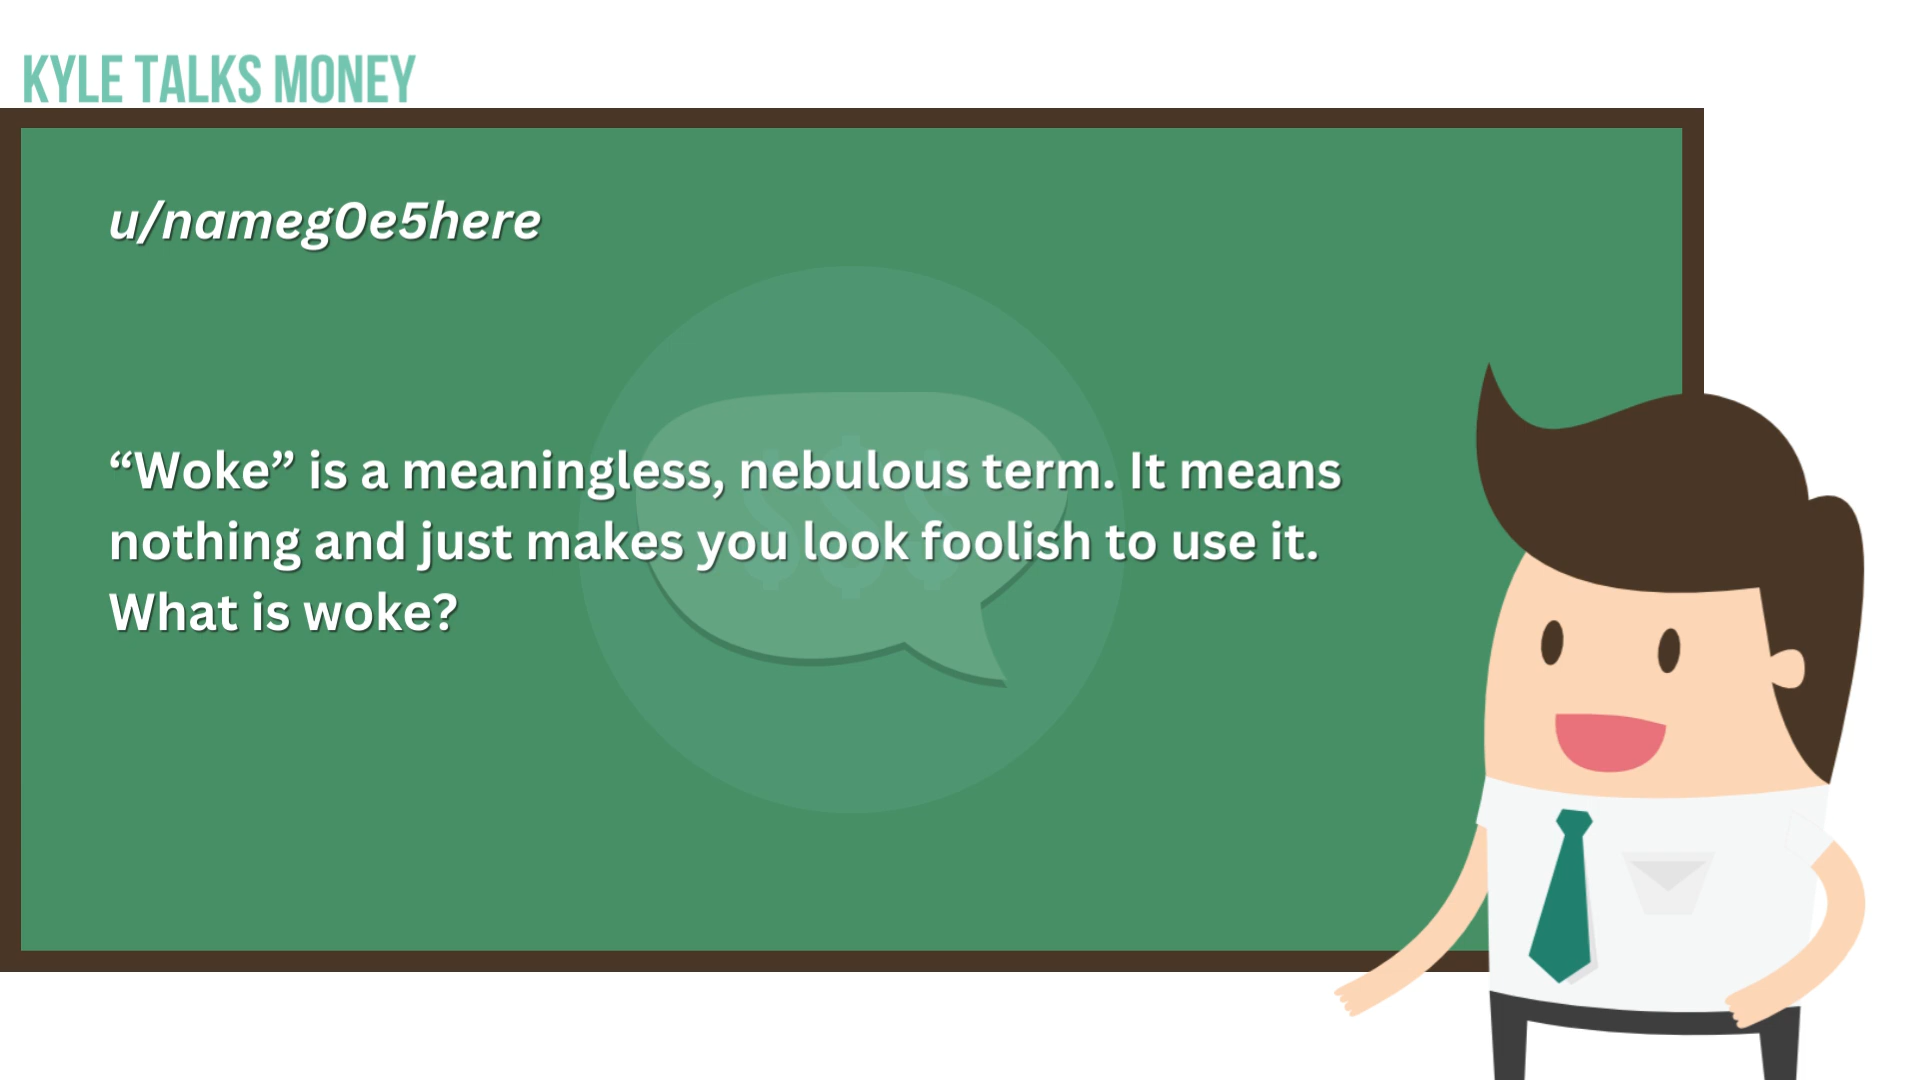 KYLE TALKS MONEY
u/nameg0e5here
“Woke” is a meaningless, nebulous term. It means
nothing and just makes you look foolish to use it.
What is woke?
$$$